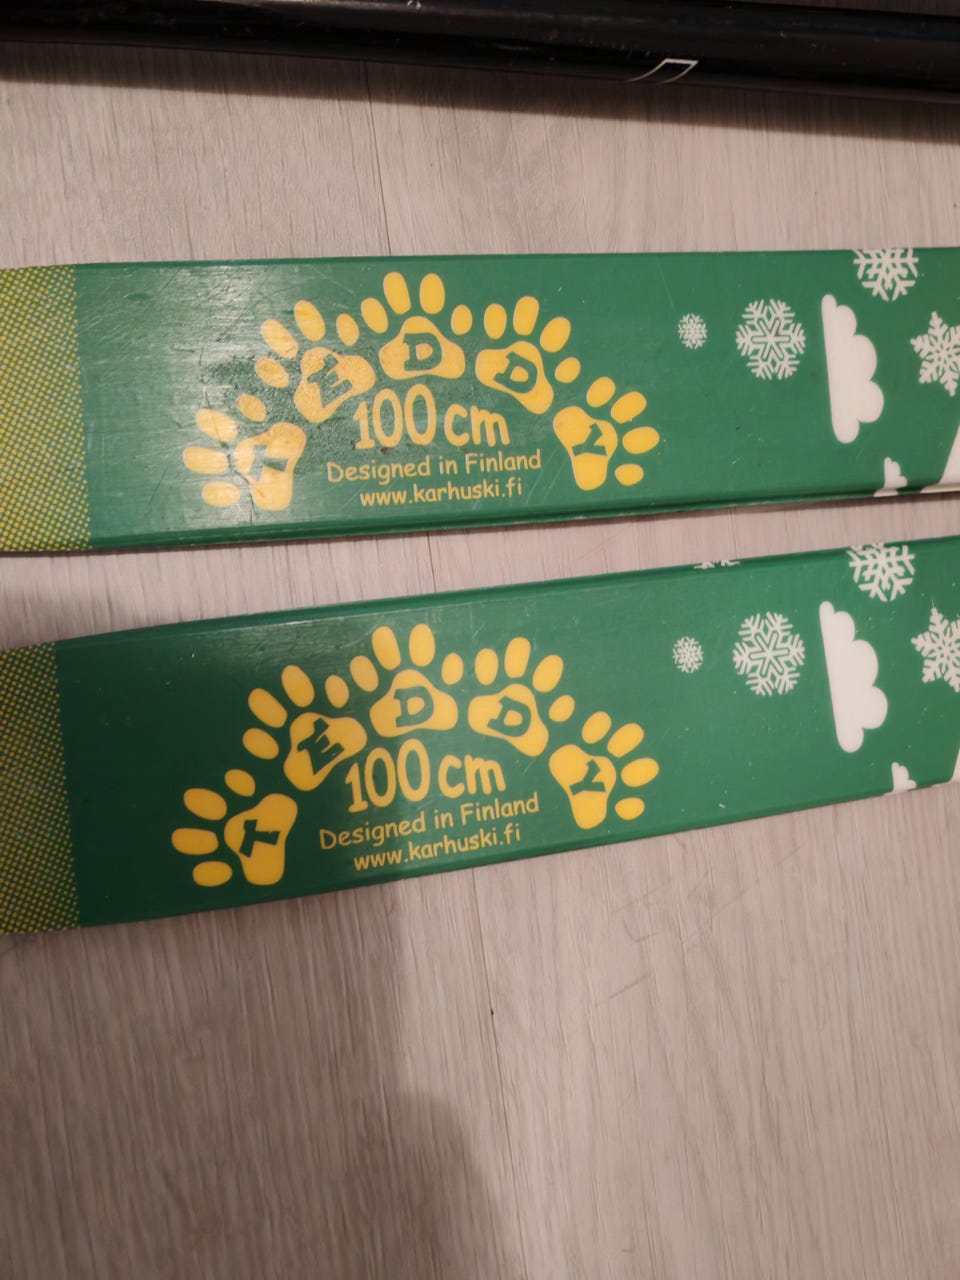 TEDDY
100 cm
Designed in Finland
www.karhuski.fi
TEDDY
100 cm
Designed in Finland
www.karhuski.fi